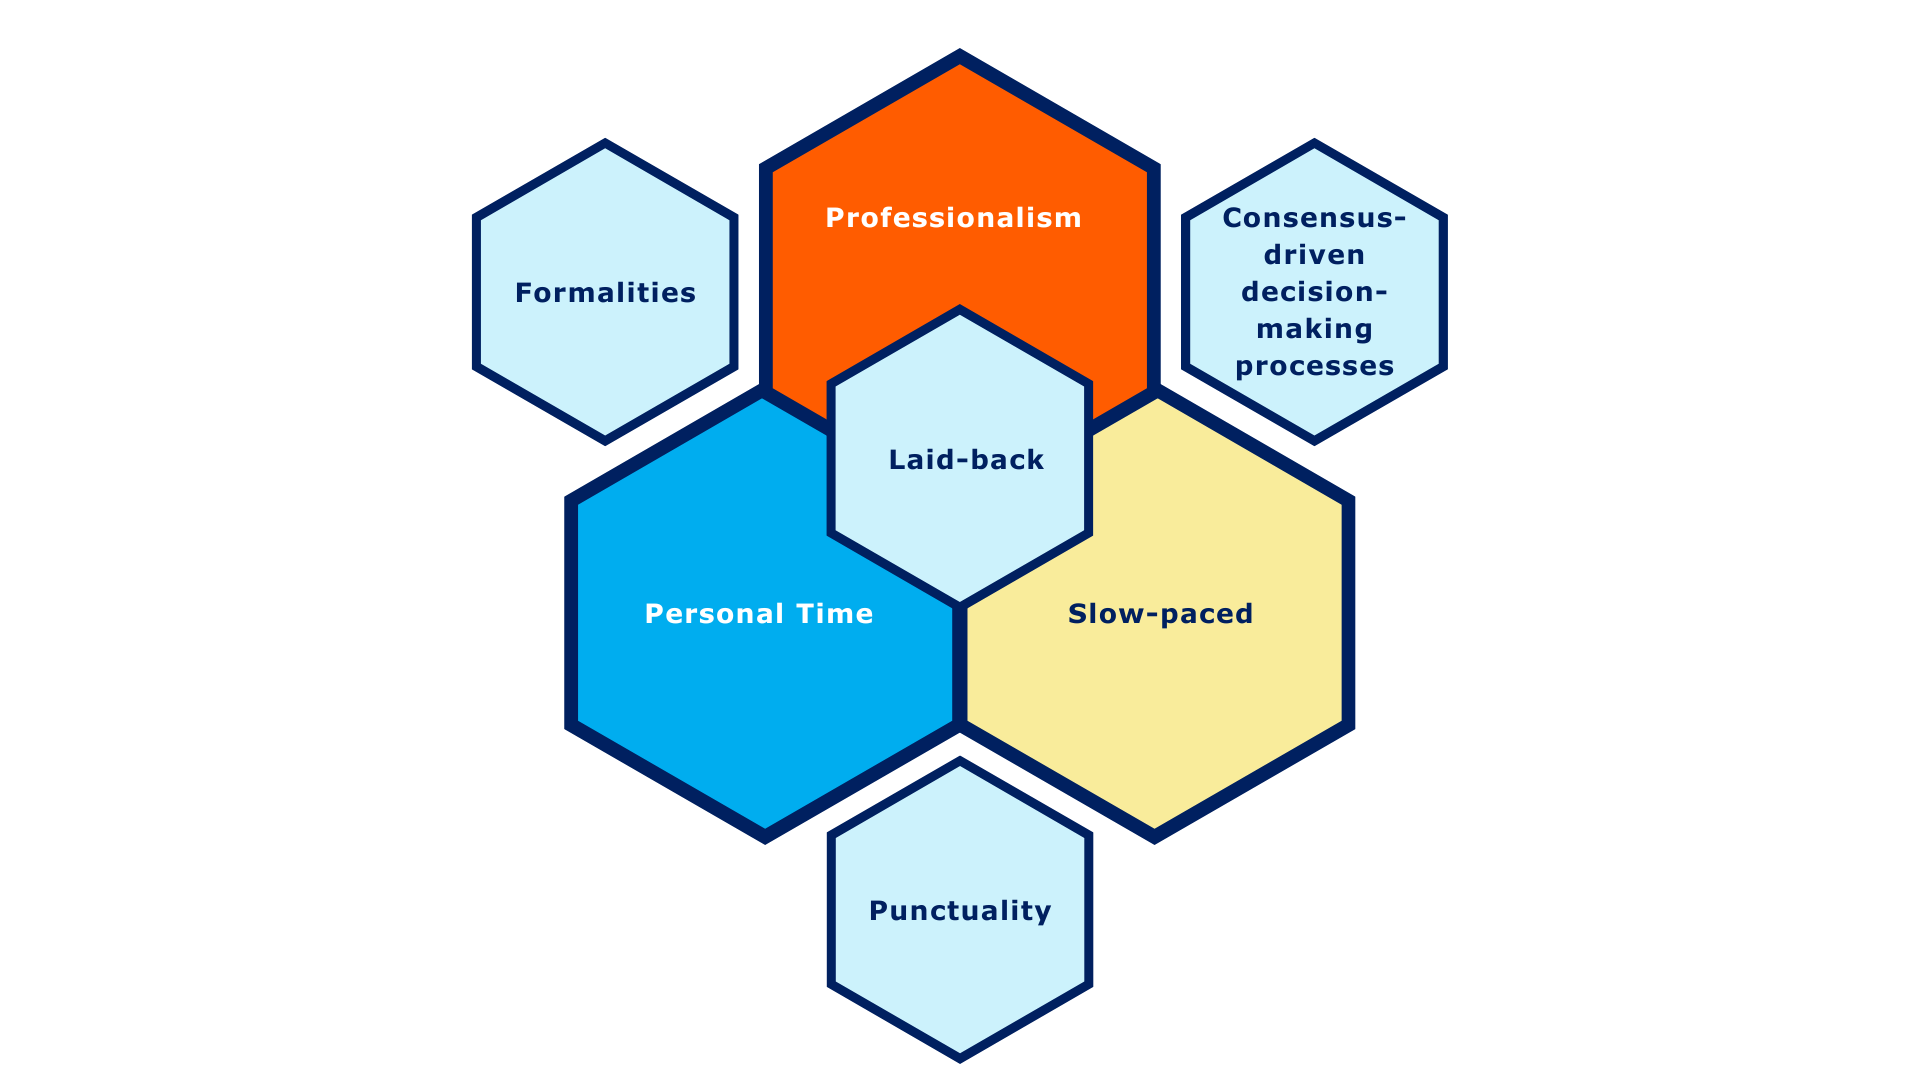 Professionalism
Formalities
Consensus-
driven
decision-
making
processes
Laid-back
Personal Time
Slow-paced
Punctuality